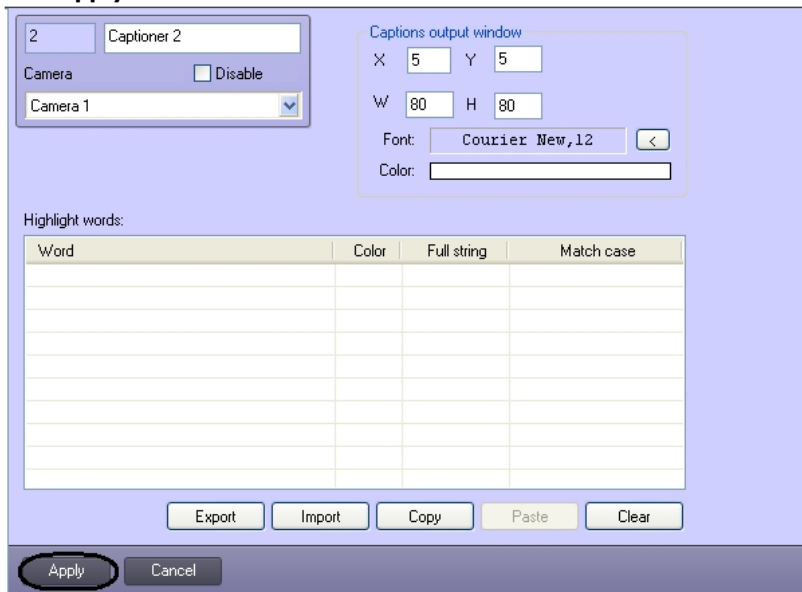 2 Captioner 2
Camera Disable
Camera 1
Captions output window
X 5 Y 5
W 80 H 80
Font: Courier New,12 <
Color:
Highlight words:
Word Color Full string Match case
Export Import Copy Paste Clear
Apply Cancel